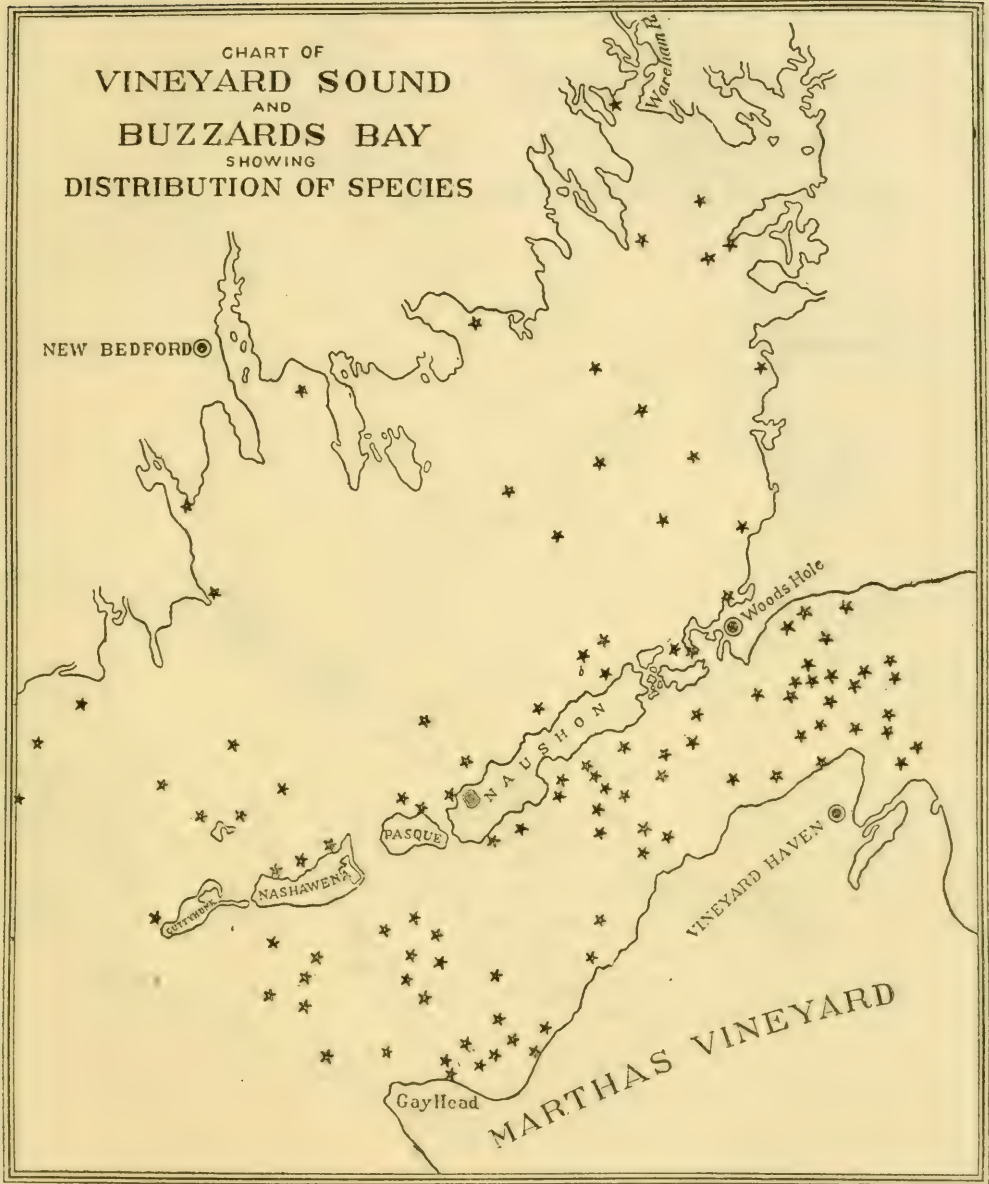 CHART OF
VINEYARD SOUND
AND
BUZZARDS BAY
SHOWING
DISTRIBUTION OF SPECIES
Wareham R.
NEW BEDFORD
Woods Hole
NAUSHON
PASQUE
NASHAWENA
CUTTYHUNK
VINEYARD HAVEN
MARTHAS VINEYARD
Gay Head